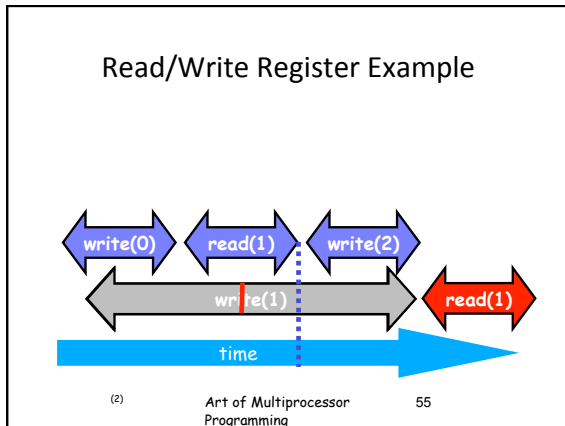 Read/Write Register Example
write(0) read(1) write(2)
write(1) read(1)
time
(2) Art of Multiprocessor 55
Programming